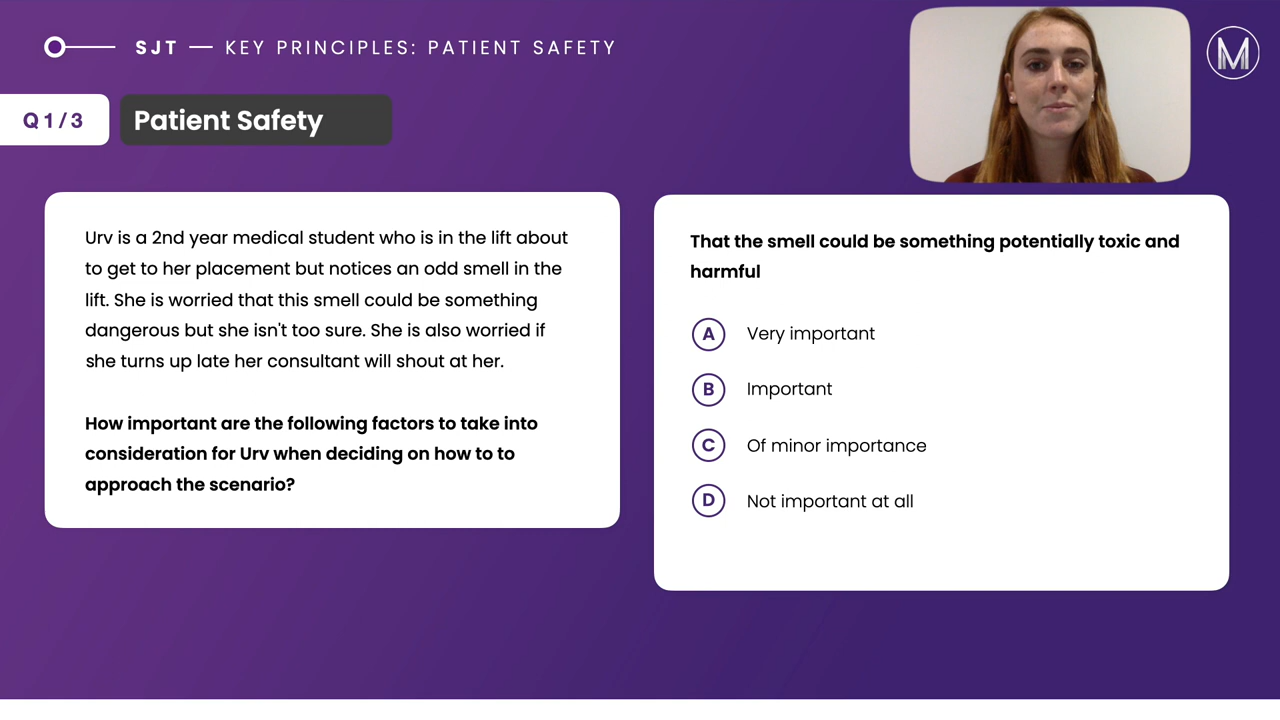 SJT — KEY PRINCIPLES: PATIENT SAFETY
Q 1 / 3
Patient Safety
Urv is a 2nd year medical student who is in the lift about
to get to her placement but notices an odd smell in the
lift. She is worried that this smell could be something
dangerous but she isn't too sure. She is also worried if
she turns up late her consultant will shout at her.
How important are the following factors to take into
consideration for Urv when deciding on how to to
approach the scenario?
That the smell could be something potentially toxic and
harmful
A Very important
B Important
C Of minor importance
D Not important at all
M